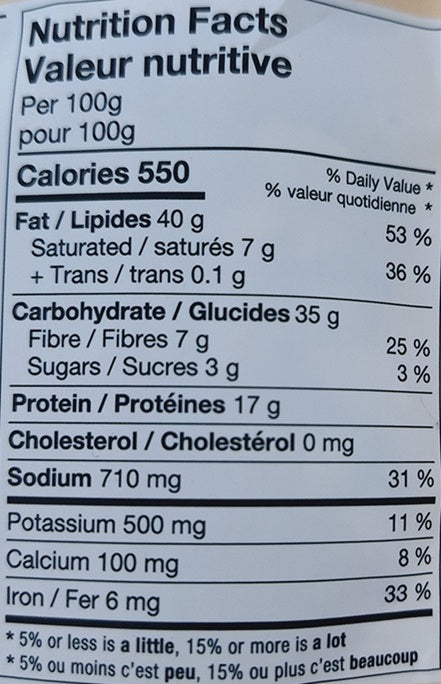 Nutrition Facts
Valeur nutritive
Per 100g
pour 100g
Calories 550
% Daily Value *
% valeur quotidienne *
Fat / Lipides 40 g 53 %
Saturated / saturés 7 g
+ Trans / trans 0.1 g 36 %
Carbohydrate / Glucides 35 g
Fibre / Fibres 7 g 25 %
Sugars / Sucres 3 g 3 %
Protein / Protéines 17 g
Cholesterol / Cholestérol 0 mg
Sodium 710 mg 31 %
Potassium 500 mg 11 %
Calcium 100 mg 8 %
Iron / Fer 6 mg 33 %
* 5% or less is a little, 15% or more is a lot
* 5% ou moins c'est peu, 15% ou plus c'est beaucoup